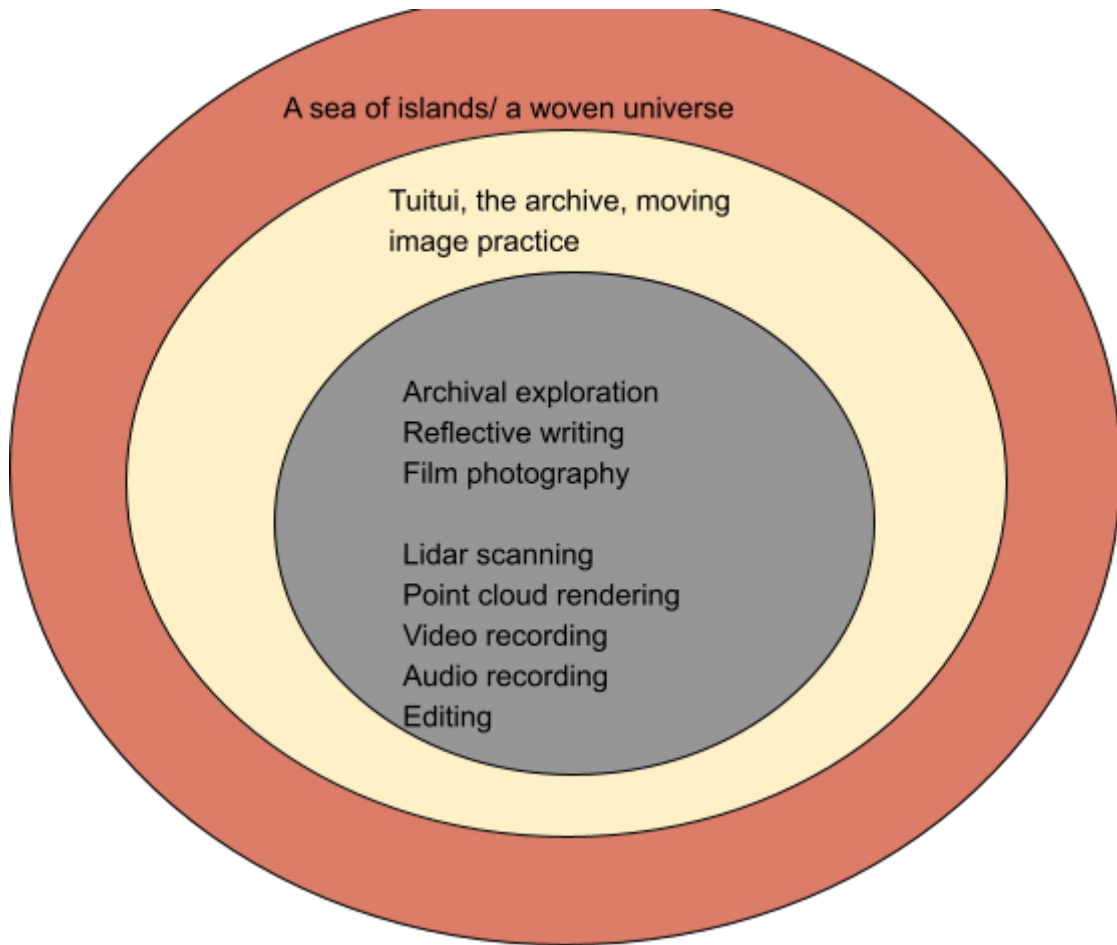 A sea of islands/ a woven universe
Tuitui, the archive, moving
image practice
Archival exploration
Reflective writing
Film photography
Lidar scanning
Point cloud rendering
Video recording
Audio recording
Editing